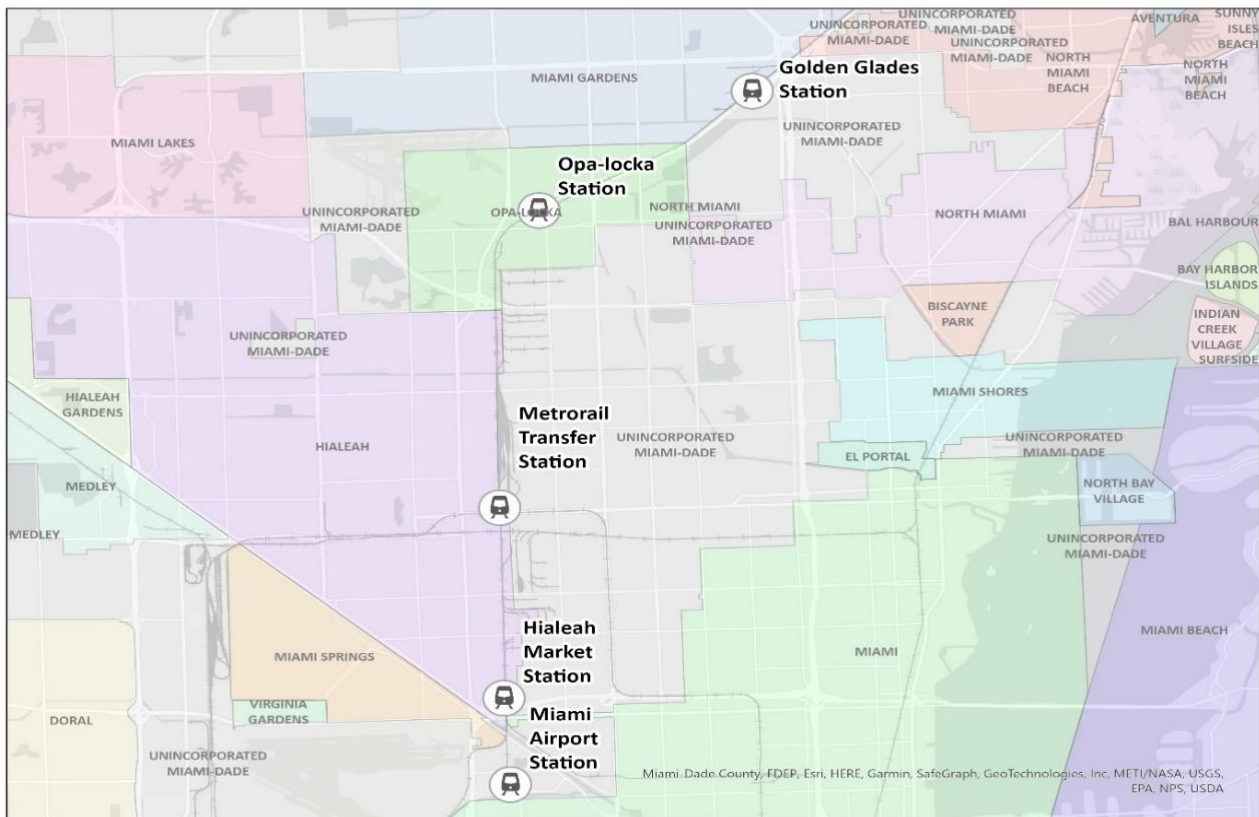 UNINCORPORATED
MIAMI-DADE
UNINCORPORATED
MIAMI-DADE
UNINCORPORATED
MIAMI-DADE
AVENTURA
SUNNY
ISLES
BEACH
NORTH
MIAMI
BEACH
NORTH
MIAMI
BEACH
MIAMI GARDENS
Golden Glades
Station
MIAMI LAKES
UNINCORPORATED
MIAMI-DADE
Opa-locka
Station
OPA-LOCKA
UNINCORPORATED
MIAMI-DADE
NORTH MIAMI
UNINCORPORATED
MIAMI-DADE
NORTH MIAMI
BAL HARBOUR
BAY HARBOR
ISLANDS
BISCAYNE
PARK
INDIAN
CREEK
VILLAGE
SURFSIDE
UNINCORPORATED
MIAMI-DADE
HIALEAH
GARDENS
MIAMI SHORES
Metrorail
Transfer
Station
HIALEAH
UNINCORPORATED
MIAMI-DADE
UNINCORPORATED
MIAMI-DADE
EL PORTAL
MEDLEY
NORTH BAY
VILLAGE
MEDLEY
UNINCORPORATED
MIAMI-DADE
Hialeah
Market
Station
MIAMI SPRINGS
MIAMI
MIAMI BEACH
VIRGINIA
GARDENS
DORAL
Miami
Airport
Station
UNINCORPORATED
MIAMI-DADE
Miami-Dade County, FDEP, Esri, HERE, Garmin, SafeGraph, GeoTechnologies, Inc, METI/NASA, USGS,
EPA, NPS, USDA